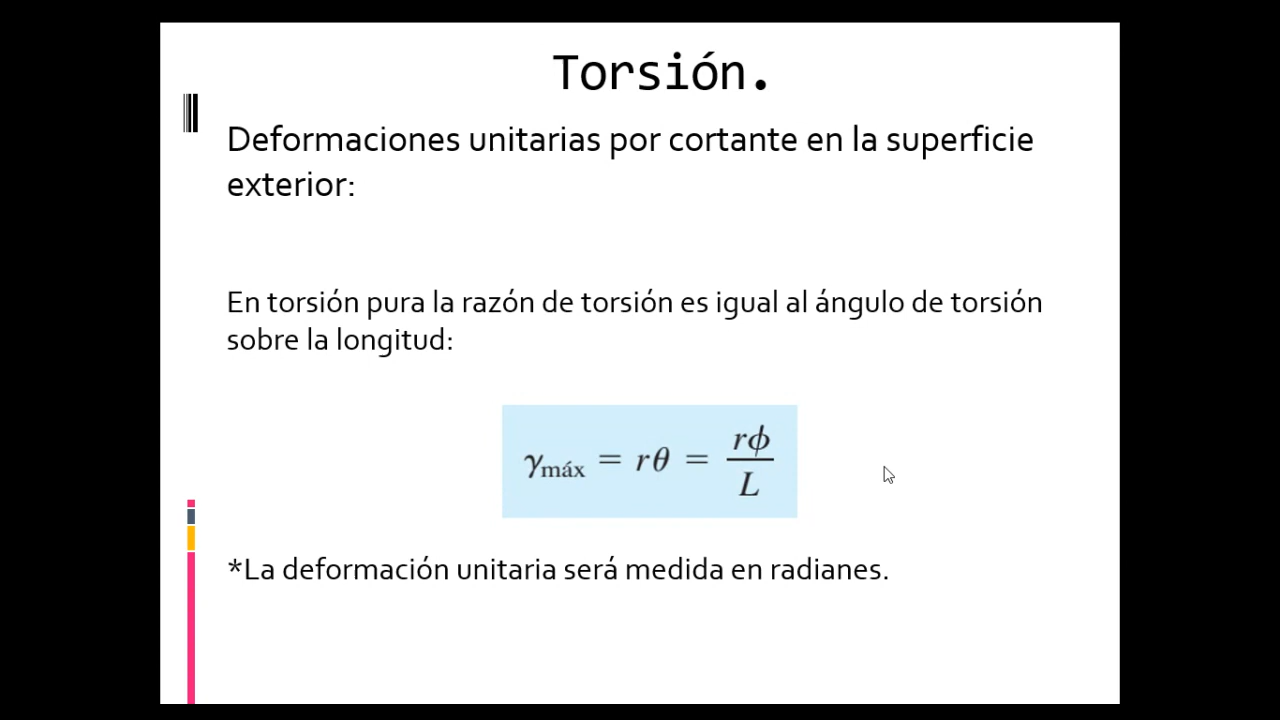 Torsión.
Deformaciones unitarias por cortante en la superficie
exterior:
En torsión pura la razón de torsión es igual al ángulo de torsión
sobre la longitud:
γmáx = rθ = rϕ/L
*La deformación unitaria será medida en radianes.